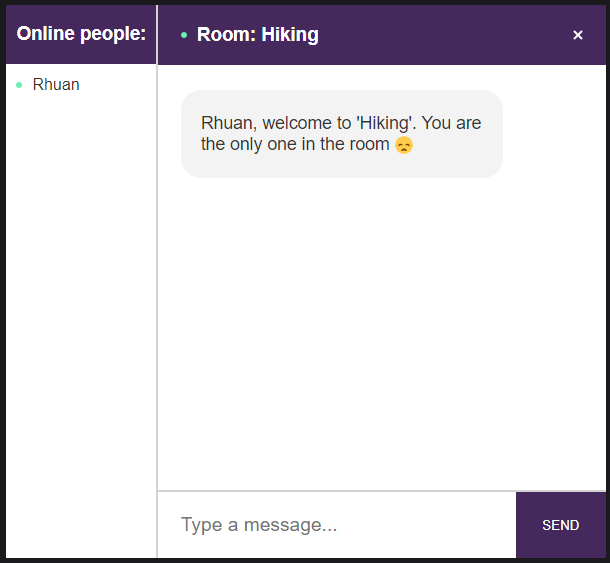 Online people:
Rhuan
Room: Hiking
×
Rhuan, welcome to 'Hiking'. You are
the only one in the room 😞
Type a message...
SEND